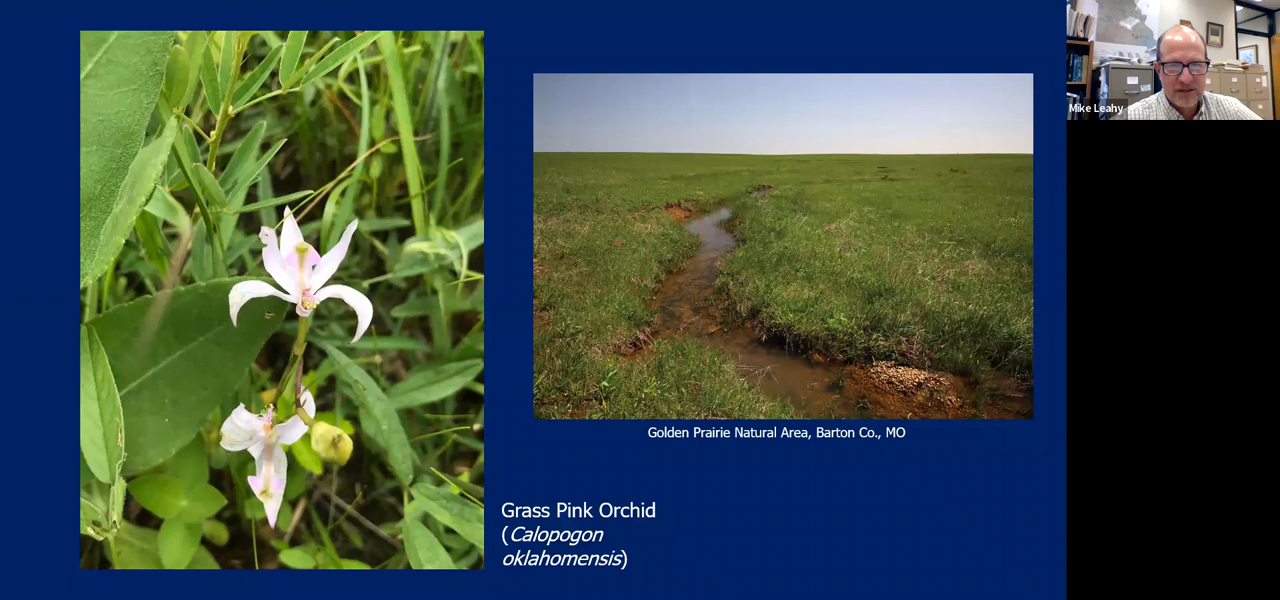 Mike Leahy
Golden Prairie Natural Area, Barton Co., MO
Grass Pink Orchid
(Calopogon
oklahomensis)